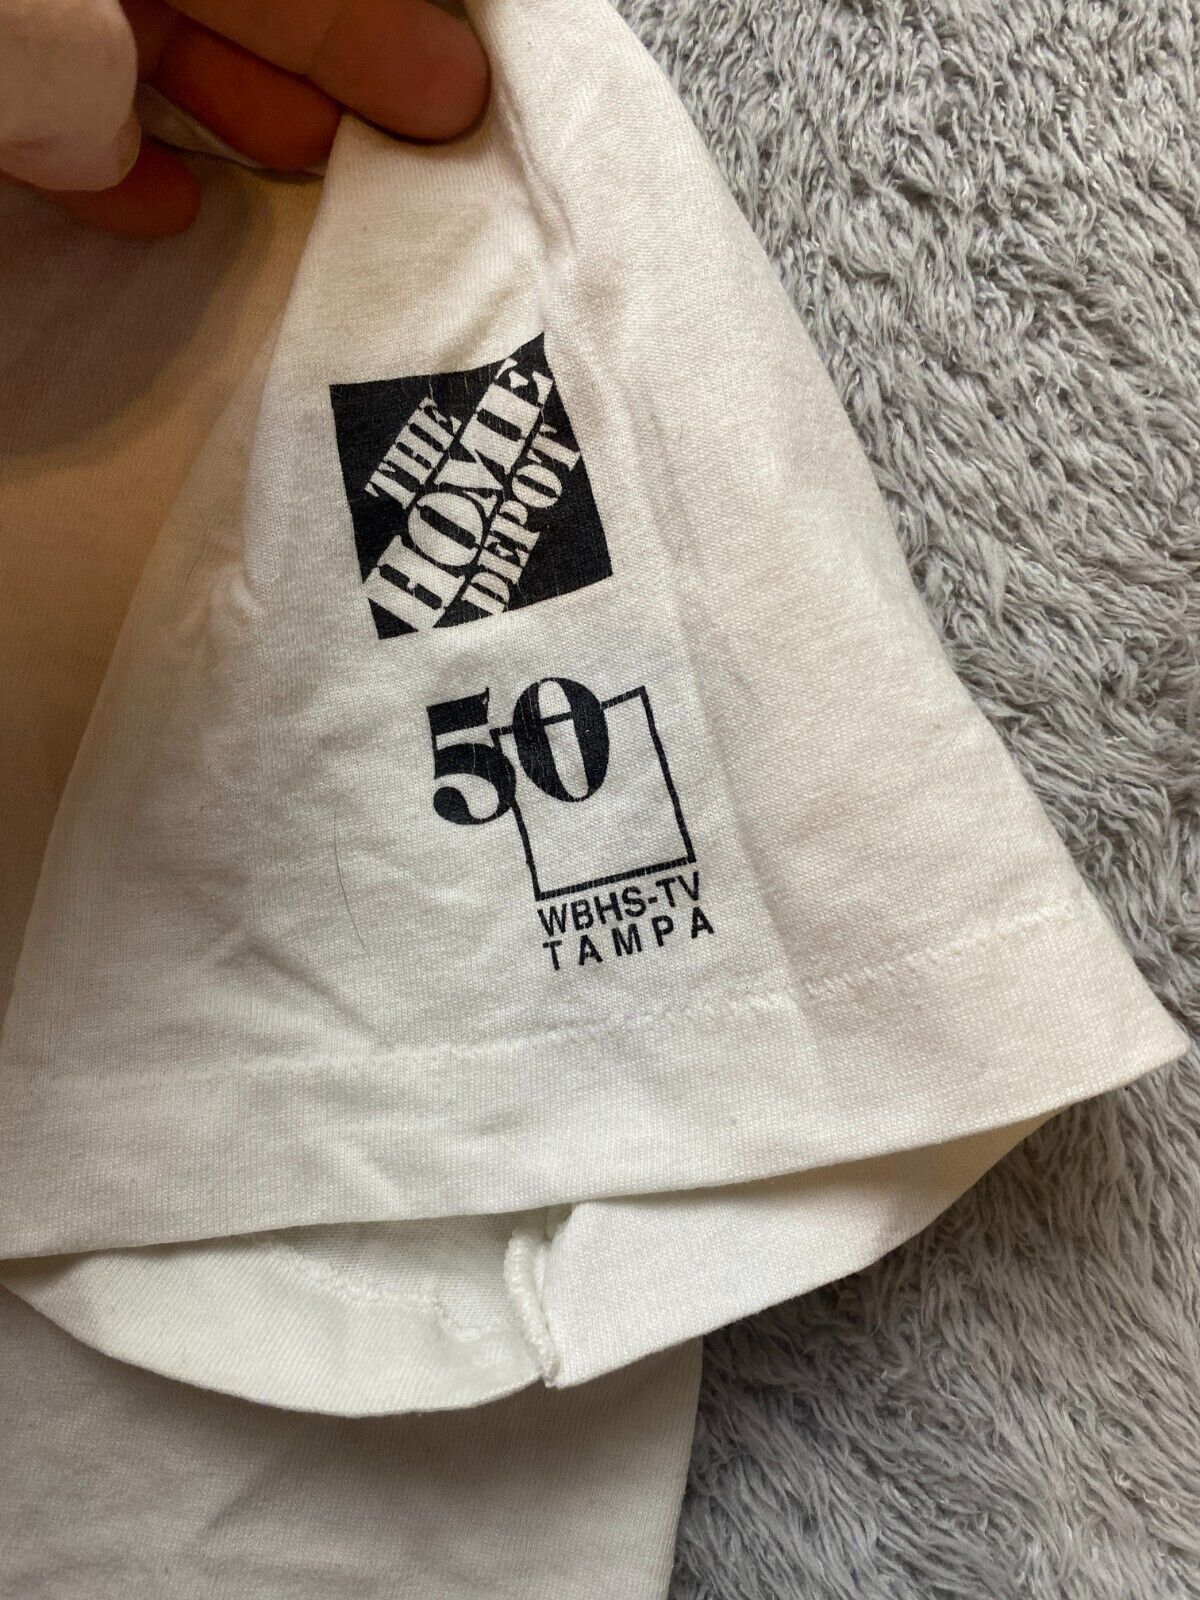 THE
HOME
DEPOT
50
WBHS-TV
TAMPA